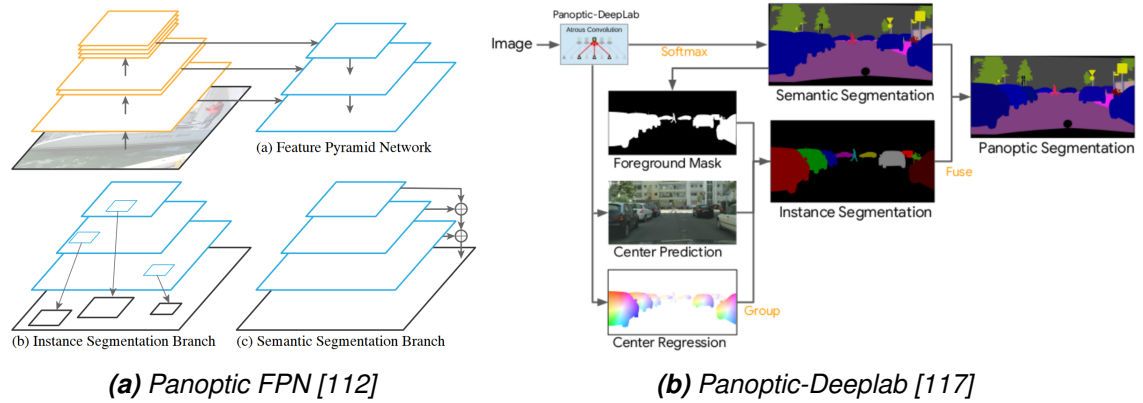 (a) Feature Pyramid Network
(b) Instance Segmentation Branch
(c) Semantic Segmentation Branch
(a) Panoptic FPN [112]
Panoptic-DeepLab
Atrous Convolution
Image
Softmax
Semantic Segmentation
Foreground Mask
Panoptic Segmentation
Fuse
Instance Segmentation
Center Prediction
Group
Center Regression
(b) Panoptic-Deeplab [117]